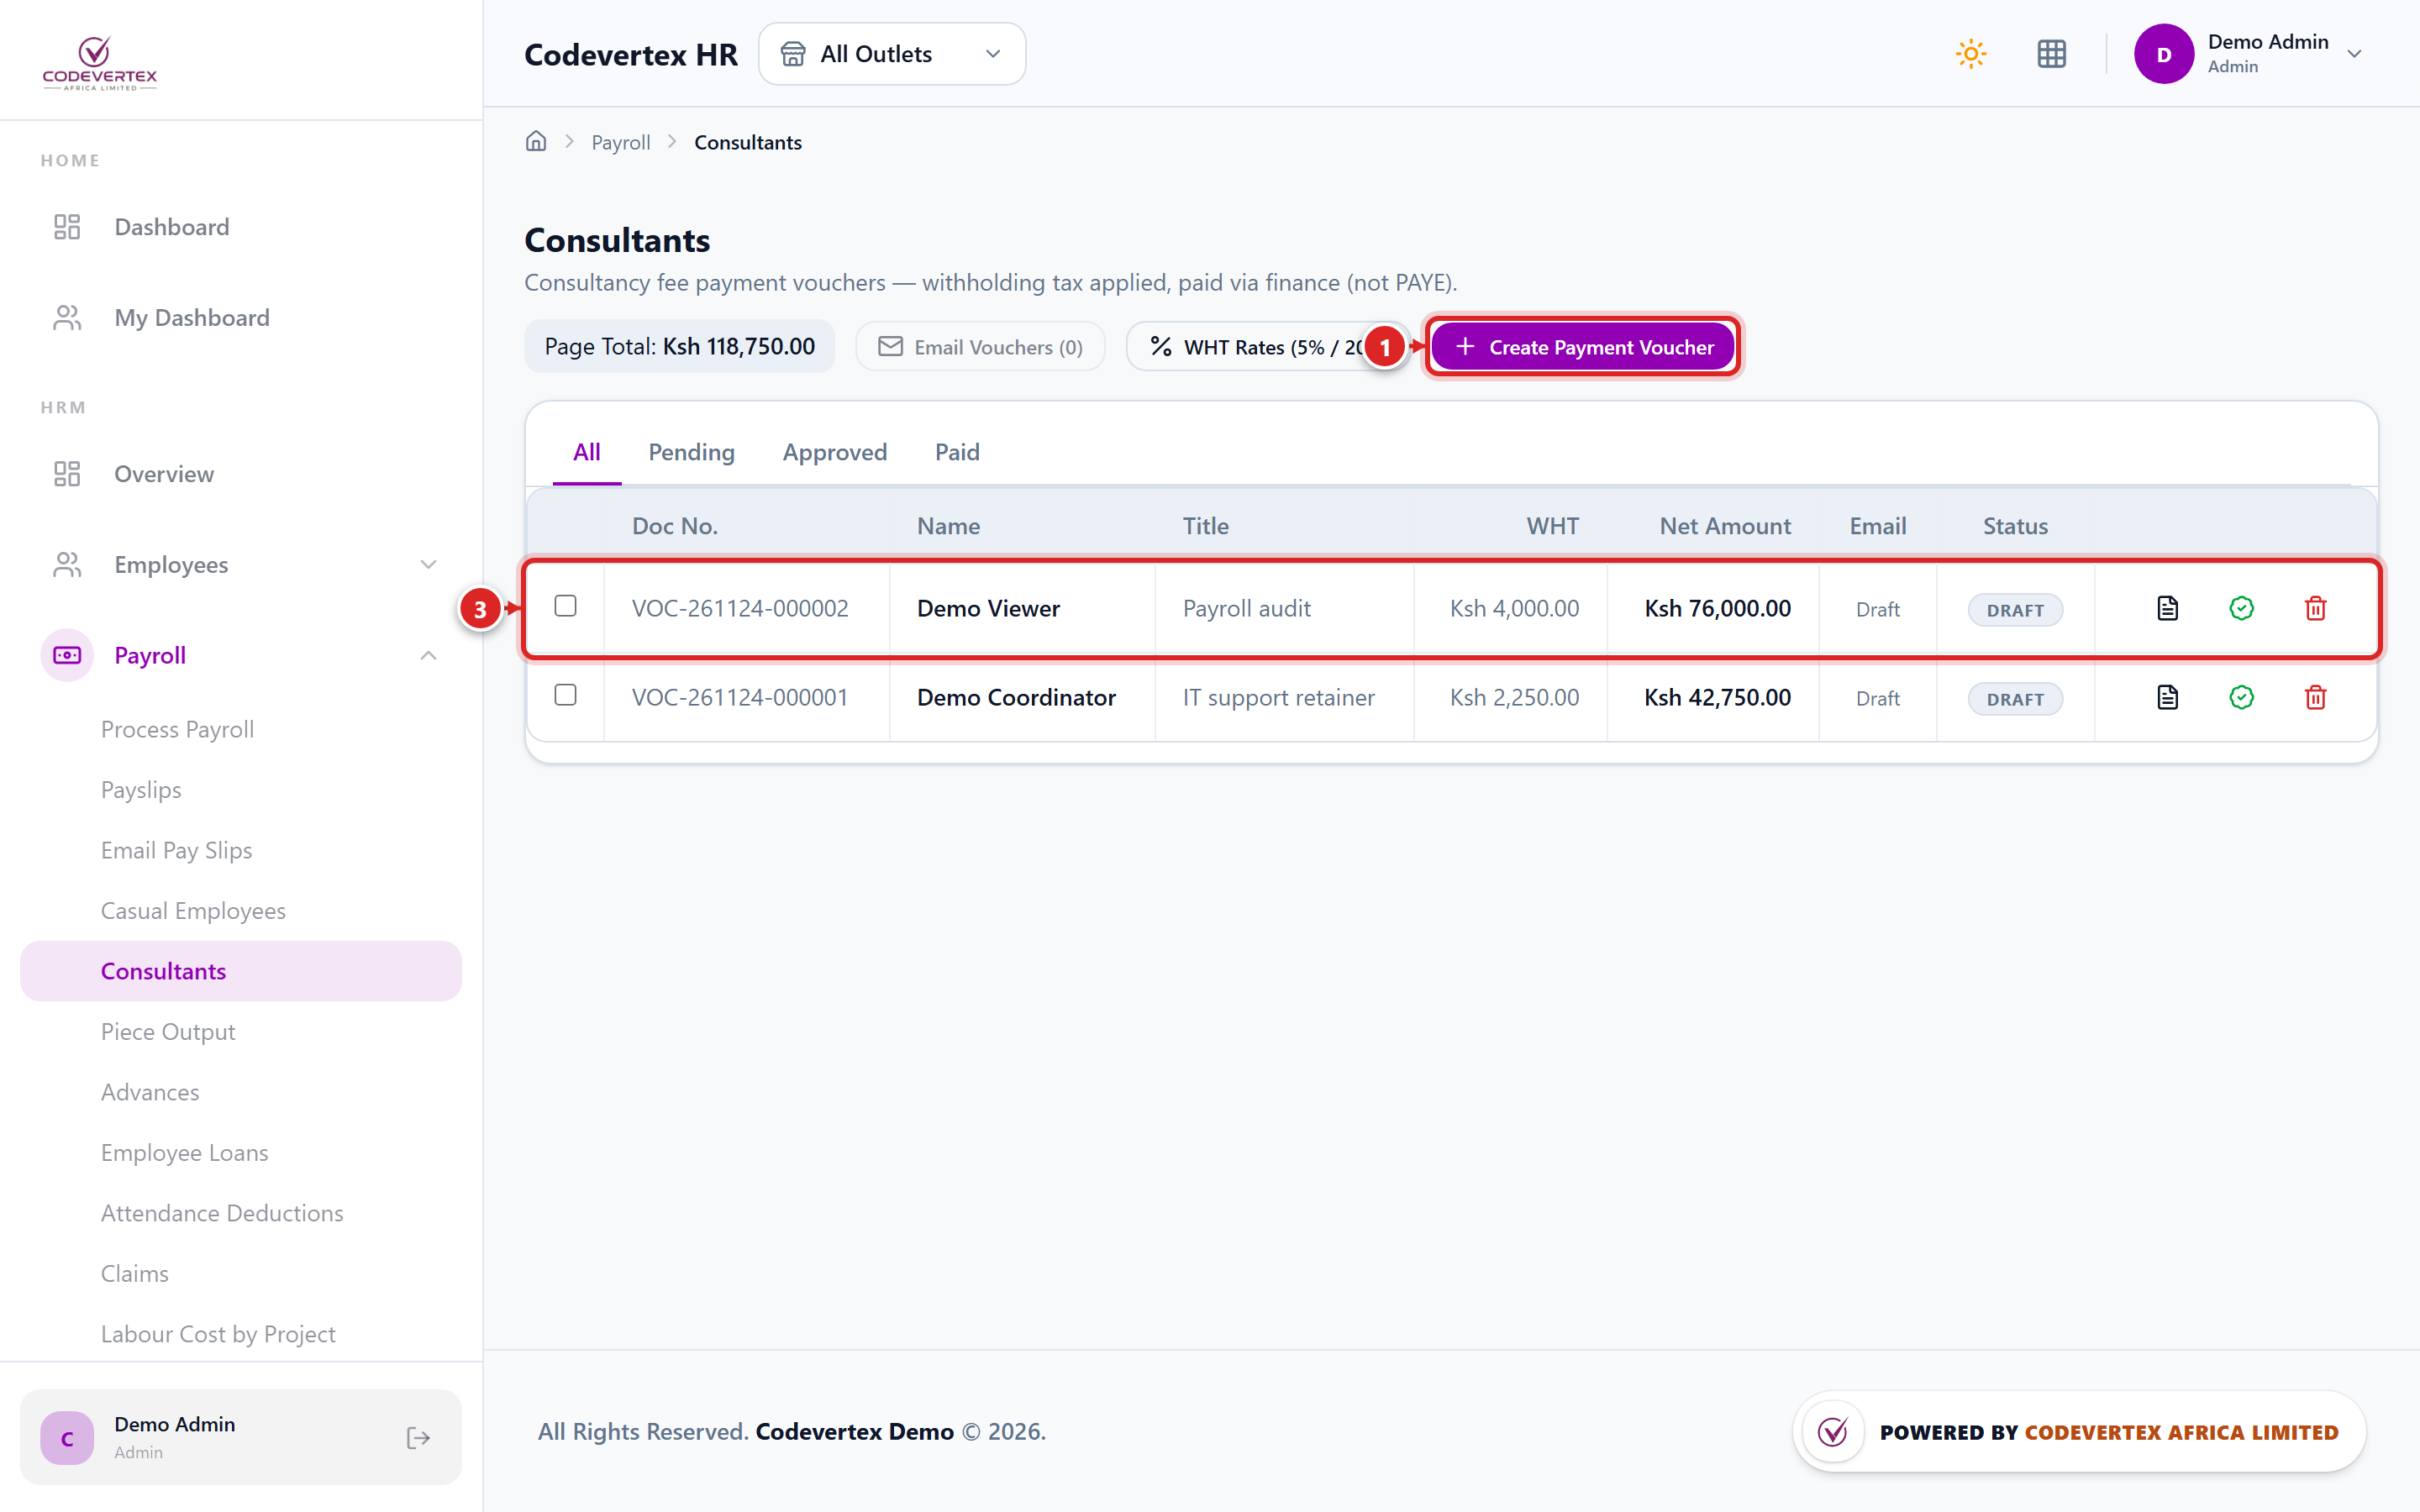 CODEVERTEX
AFRICA LIMITED
HOME
Dashboard
My Dashboard
HRM
Overview
Employees
Payroll
Process Payroll
Payslips
Email Pay Slips
Casual Employees
Consultants
Piece Output
Advances
Employee Loans
Attendance Deductions
Claims
Labour Cost by Project
C
Demo Admin
Admin
Codevertex HR
All Outlets
D
Demo Admin
Admin
Payroll
Consultants
Consultants
Consultancy fee payment vouchers — withholding tax applied, paid via finance (not PAYE).
Page Total: Ksh 118,750.00
Email Vouchers (0)
WHT Rates (5% / 20
1
Create Payment Voucher
All Pending Approved Paid
Doc No. Name Title WHT Net Amount Email Status
3
VOC-261124-000002 Demo Viewer Payroll audit Ksh 4,000.00 Ksh 76,000.00 Draft DRAFT
VOC-261124-000001 Demo Coordinator IT support retainer Ksh 2,250.00 Ksh 42,750.00 Draft DRAFT
All Rights Reserved. Codevertex Demo © 2026.
POWERED BY CODEVERTEX AFRICA LIMITED